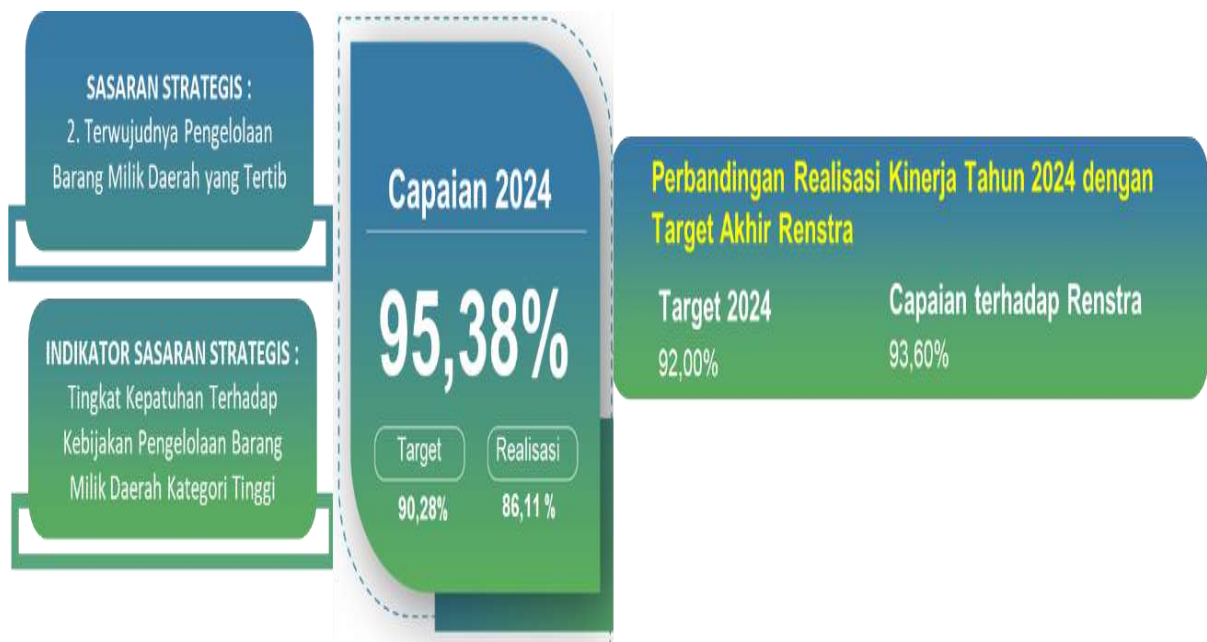 SASARAN STRATEGIS :
2. Terwujudnya Pengelolaan
Barang Milik Daerah yang Tertib
INDIKATOR SASARAN STRATEGIS :
Tingkat Kepatuhan Terhadap
Kebijakan Pengelolaan Barang
Milik Daerah Kategori Tinggi
Capaian 2024
95,38%
Target Realisasi
90,28% 86,11 %
Perbandingan Realisasi Kinerja Tahun 2024 dengan
Target Akhir Renstra
Target 2024 Capaian terhadap Renstra
92,00% 93,60%